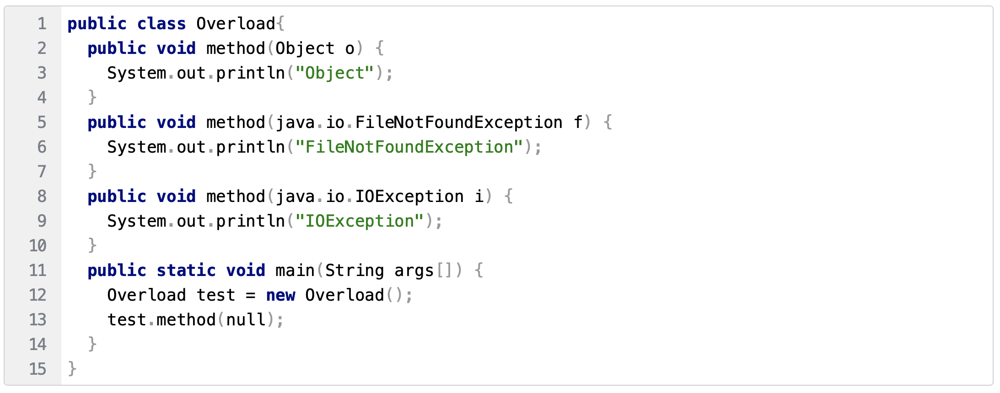 1 public class Overload{
2   public void method(Object o) {
3     System.out.println("Object");
4   }
5   public void method(java.io.FileNotFoundException f) {
6     System.out.println("FileNotFoundException");
7   }
8   public void method(java.io.IOException i) {
9     System.out.println("IOException");
10   }
11   public static void main(String args[]) {
12     Overload test = new Overload();
13     test.method(null);
14   }
15 }